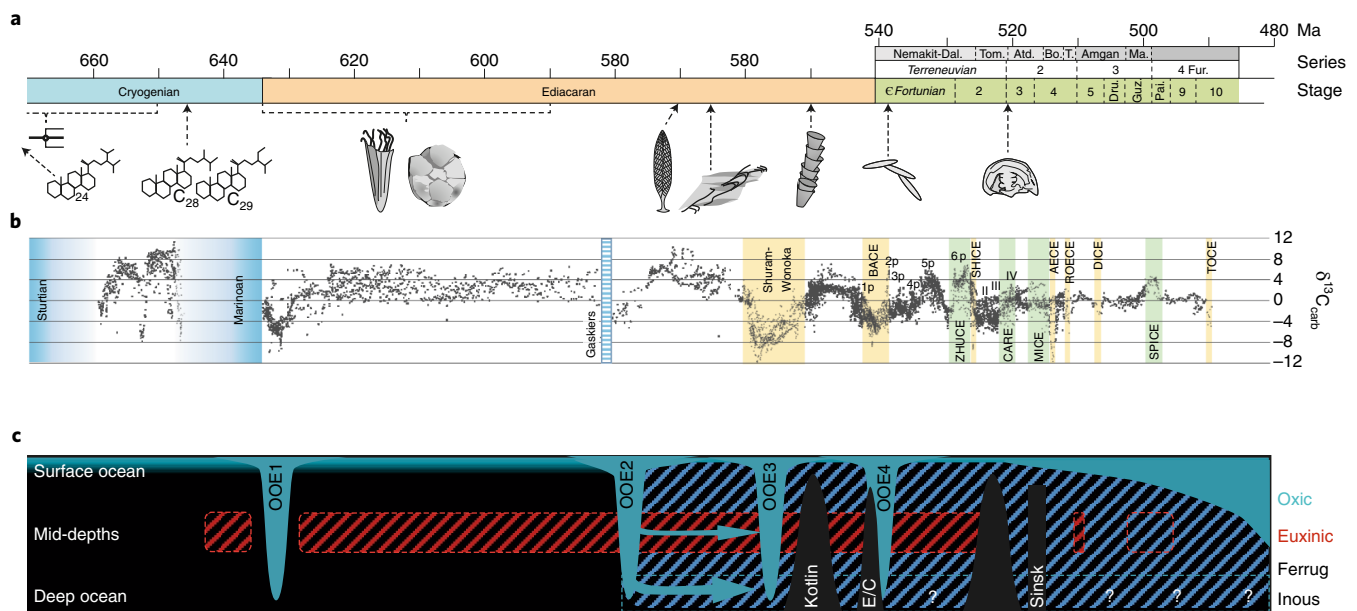 a
540 520 500 480 Ma
660 640 620 600 580
Nemakit-Dal. Tom. Atd. Bo. T. Amgan Ma. Series
Terreneuvian 2 3 4 Fur.
Cryogenian Ediacaran Є Fortunian 2 3 4 5 Dru. Guz. Pai. 9 10 Stage
24 C28 C29
b
12
8
4
0
–4
–8
–12
δ13Ccarb
Sturtian
Marinoan
Gaskiers
Shuram-
Wonoka
BACE
1p
2p
3p
4p
5p
6 p
ZHUCE
SHICE
II
III
IV
CARE
MICE
AECE
ROECE
DICE
SPICE
TOCE
c
Surface ocean
Mid-depths
Deep ocean
OOE1
OOE2
OOE3
Kotlin
E/C
OOE4
Sinsk
? ? ? ?
Oxic
Euxinic
Ferrug
Inous